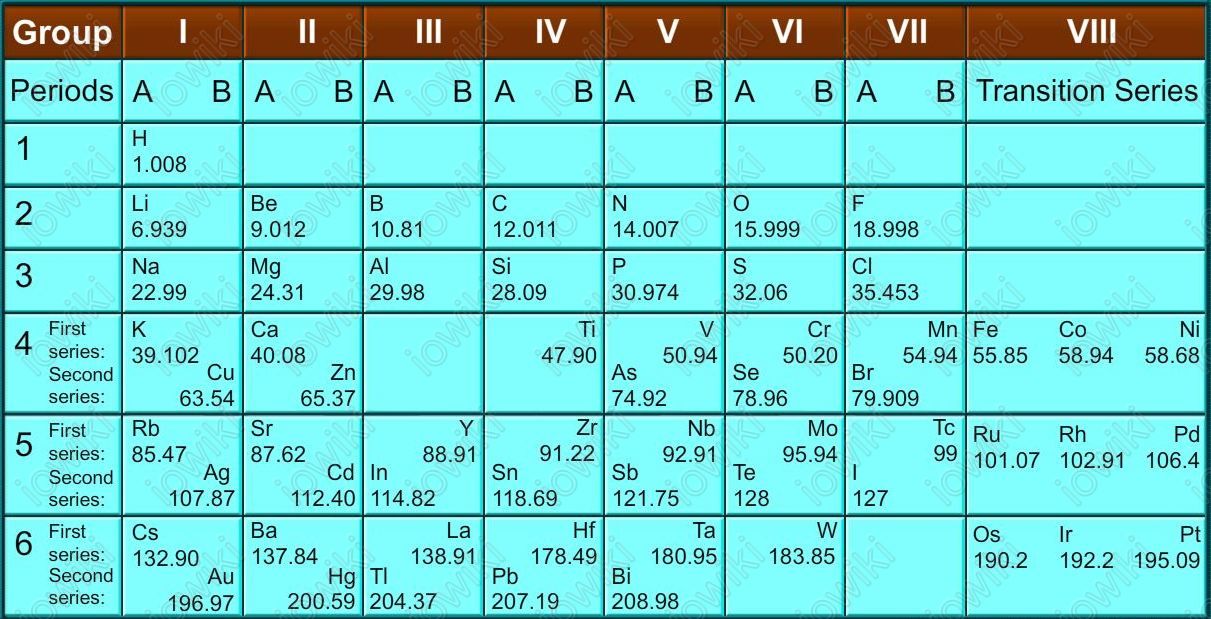 Group I II III IV V VI VII VIII
Periods A B A B A B A B A B A B A B Transition Series
1 H
1.008
2 Li Be B C N O F
6.939 9.012 10.81 12.011 14.007 15.999 18.998
3 Na Mg Al Si P S Cl
22.99 24.31 29.98 28.09 30.974 32.06 35.453
4 First series: K Ca Ti V Cr Mn Fe Co Ni
39.102 40.08 47.90 50.94 50.20 54.94 55.85 58.94 58.68
Second series: Cu Zn As Se Br
63.54 65.37 74.92 78.96 79.909
5 First series: Rb Sr Y Zr Nb Mo Tc Ru Rh Pd
85.47 87.62 88.91 91.22 92.91 95.94 99 101.07 102.91 106.4
Second series: Ag Cd In Sn Sb Te I
107.87 112.40 114.82 118.69 121.75 128 127
6 First series: Cs Ba La Hf Ta W Os Ir Pt
132.90 137.84 138.91 178.49 180.95 183.85 190.2 192.2 195.09
Second series: Au Hg Tl Pb Bi
196.97 200.59 204.37 207.19 208.98